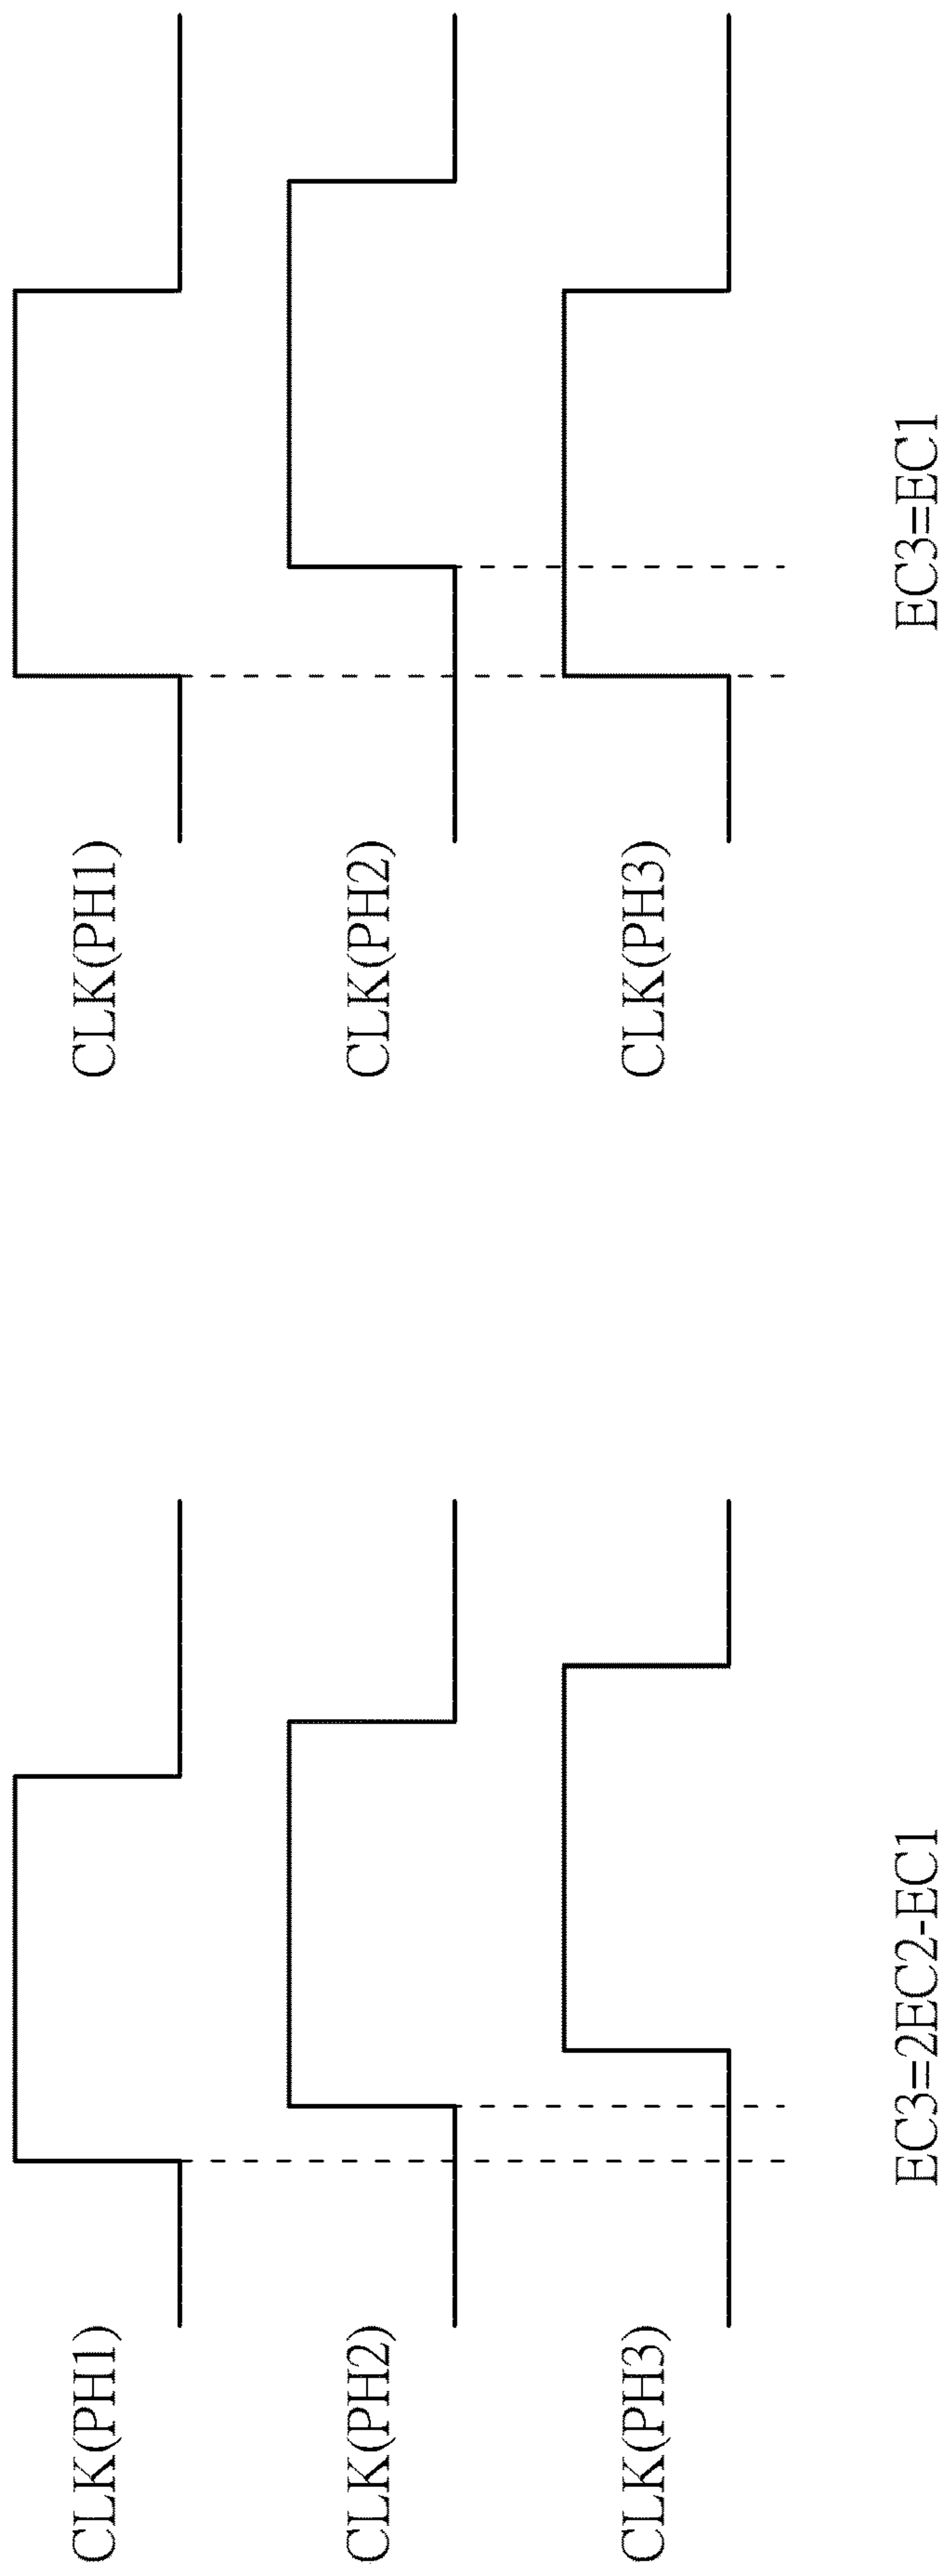 CLK(PH1)
CLK(PH2)
CLK(PH3)
EC3=2EC2-EC1
CLK(PH1)
CLK(PH2)
CLK(PH3)
EC3=EC1